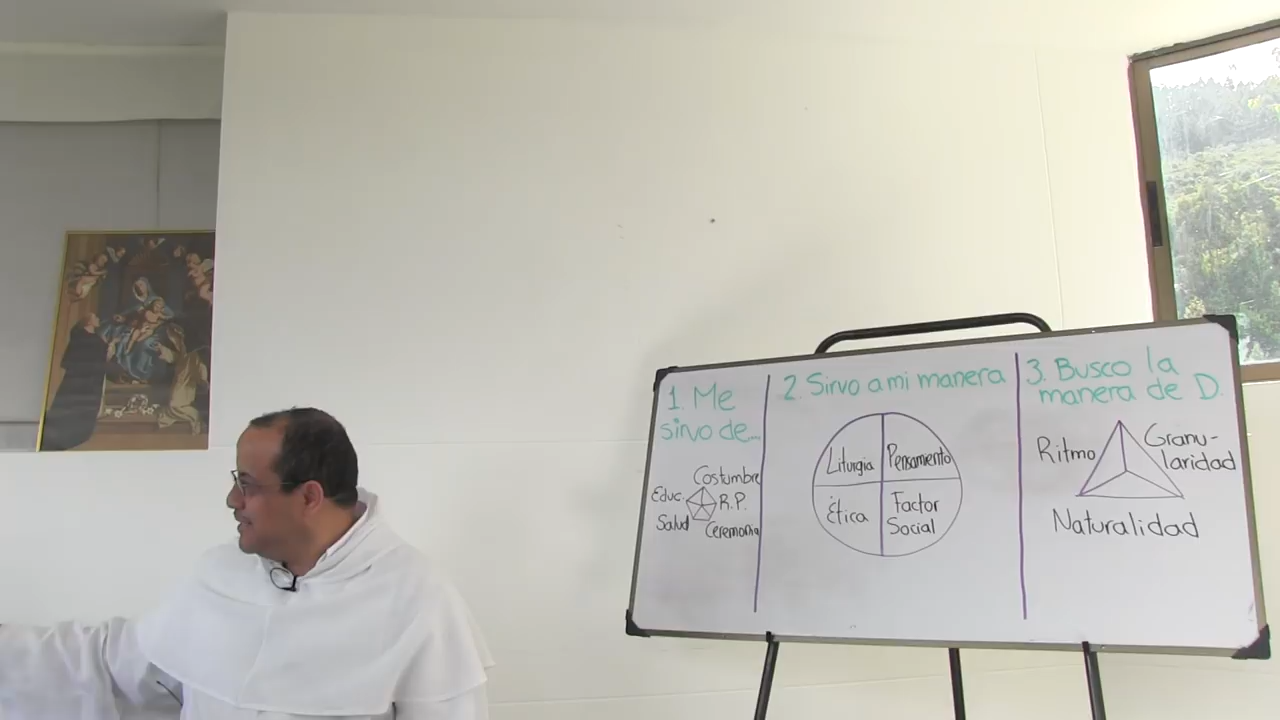 1. Me
sirvo de...
Costumbre
Educ.
R.P.
Salud
Ceremonia
2. Sirvo a mi manera
Liturgia
Pensamiento
Ética
Factor
Social
3. Busco la
manera de D.
Ritmo
Granu-
laridad
Naturalidad